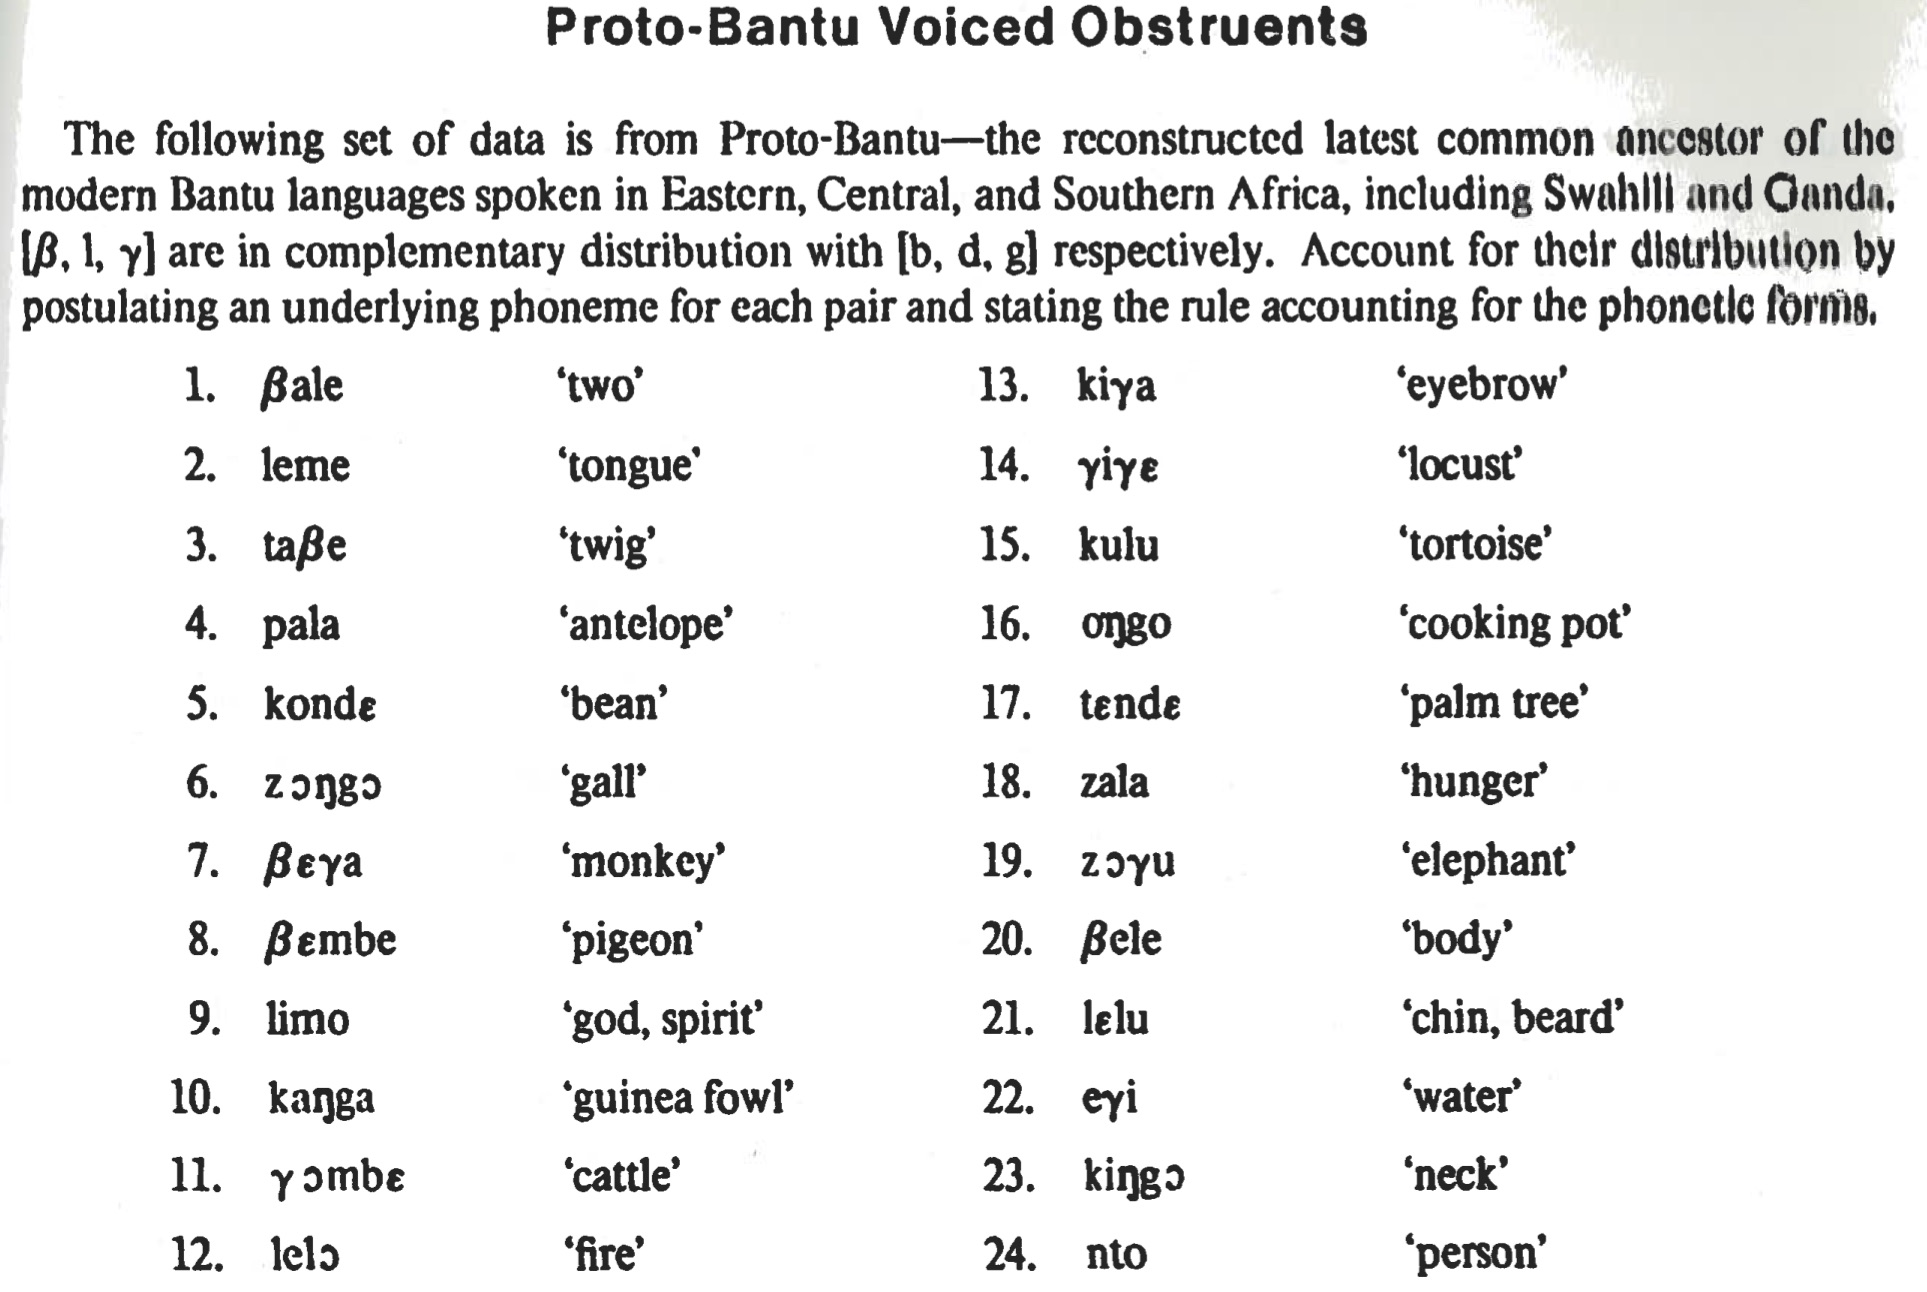 Proto-Bantu Voiced Obstruents
The following set of data is from Proto-Bantu—the reconstructed latest common ancestor of the
modern Bantu languages spoken in Eastern, Central, and Southern Africa, including Swahili and Ganda.
[β, l, γ] are in complementary distribution with [b, d, g] respectively. Account for their distribution by
postulating an underlying phoneme for each pair and stating the rule accounting for the phonetic forms.
1. βale ‘two’ 13. kiγa ‘eyebrow’
2. leme ‘tongue’ 14. γiγɛ ‘locust’
3. taβe ‘twig’ 15. kulu ‘tortoise’
4. pala ‘antelope’ 16. oŋgo ‘cooking pot’
5. kondɛ ‘bean’ 17. tɛndɛ ‘palm tree’
6. zɔŋgɔ ‘gall’ 18. zala ‘hunger’
7. βɛγa ‘monkey’ 19. zɔγu ‘elephant’
8. βɛmbe ‘pigeon’ 20. βele ‘body’
9. limo ‘god, spirit’ 21. lɛlu ‘chin, beard’
10. kaŋga ‘guinea fowl’ 22. eγi ‘water’
11. γɔmbɛ ‘cattle’ 23. kiŋgɔ ‘neck’
12. lelɔ ‘fire’ 24. nto ‘person’